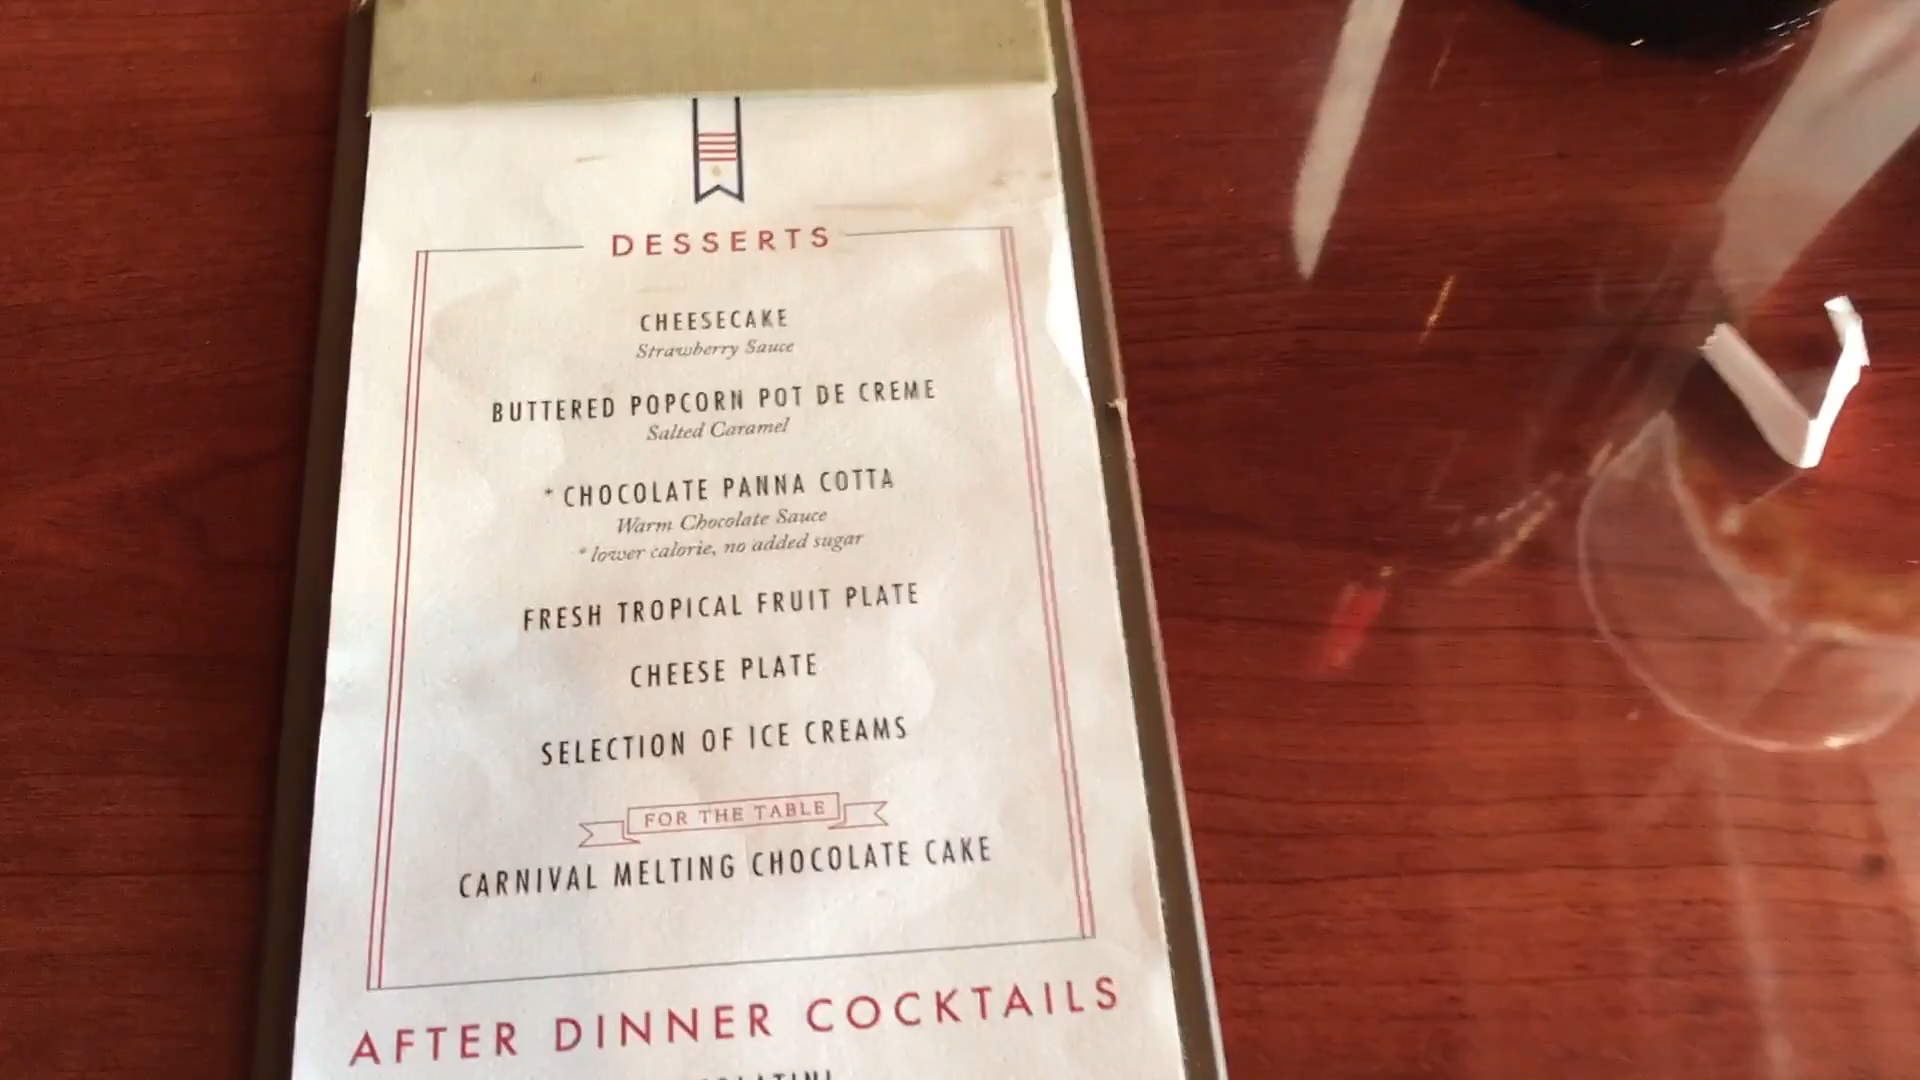 DESSERTS
CHEESECAKE
Strawberry Sauce
BUTTERED POPCORN POT DE CREME
Salted Caramel
* CHOCOLATE PANNA COTTA
Warm Chocolate Sauce
* lower calorie, no added sugar
FRESH TROPICAL FRUIT PLATE
CHEESE PLATE
SELECTION OF ICE CREAMS
FOR THE TABLE
CARNIVAL MELTING CHOCOLATE CAKE
AFTER DINNER COCKTAILS